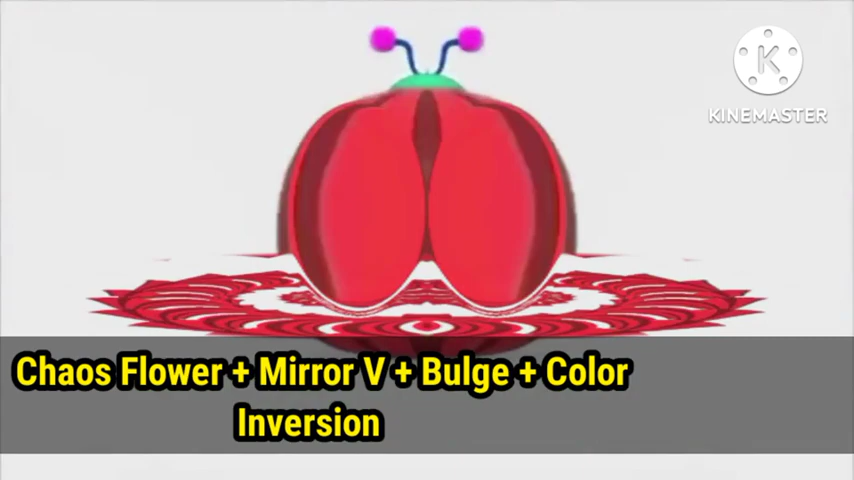 KINEMASTER
Chaos Flower + Mirror V + Bulge + Color
Inversion